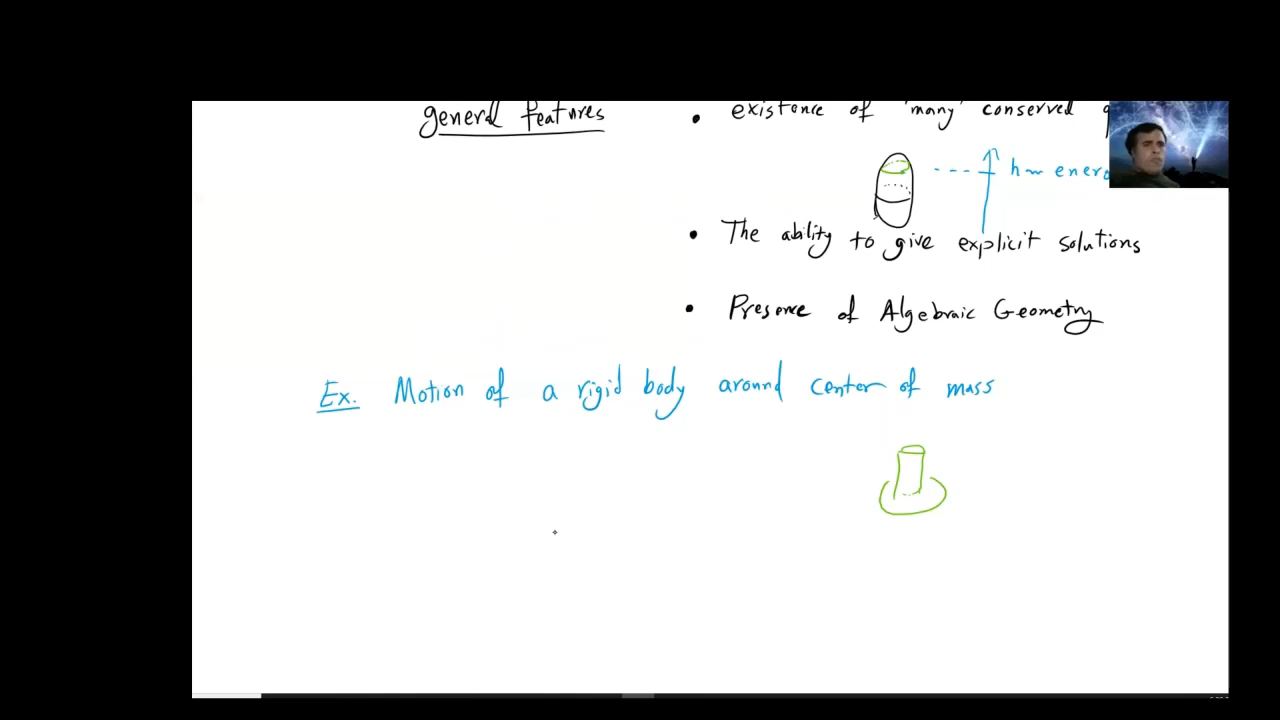 general features
• existence of 'many' conserved
--- h ~ energ
• The ability to give explicit solutions
• Presence of Algebraic Geometry
Ex. Motion of a rigid body around center of mass